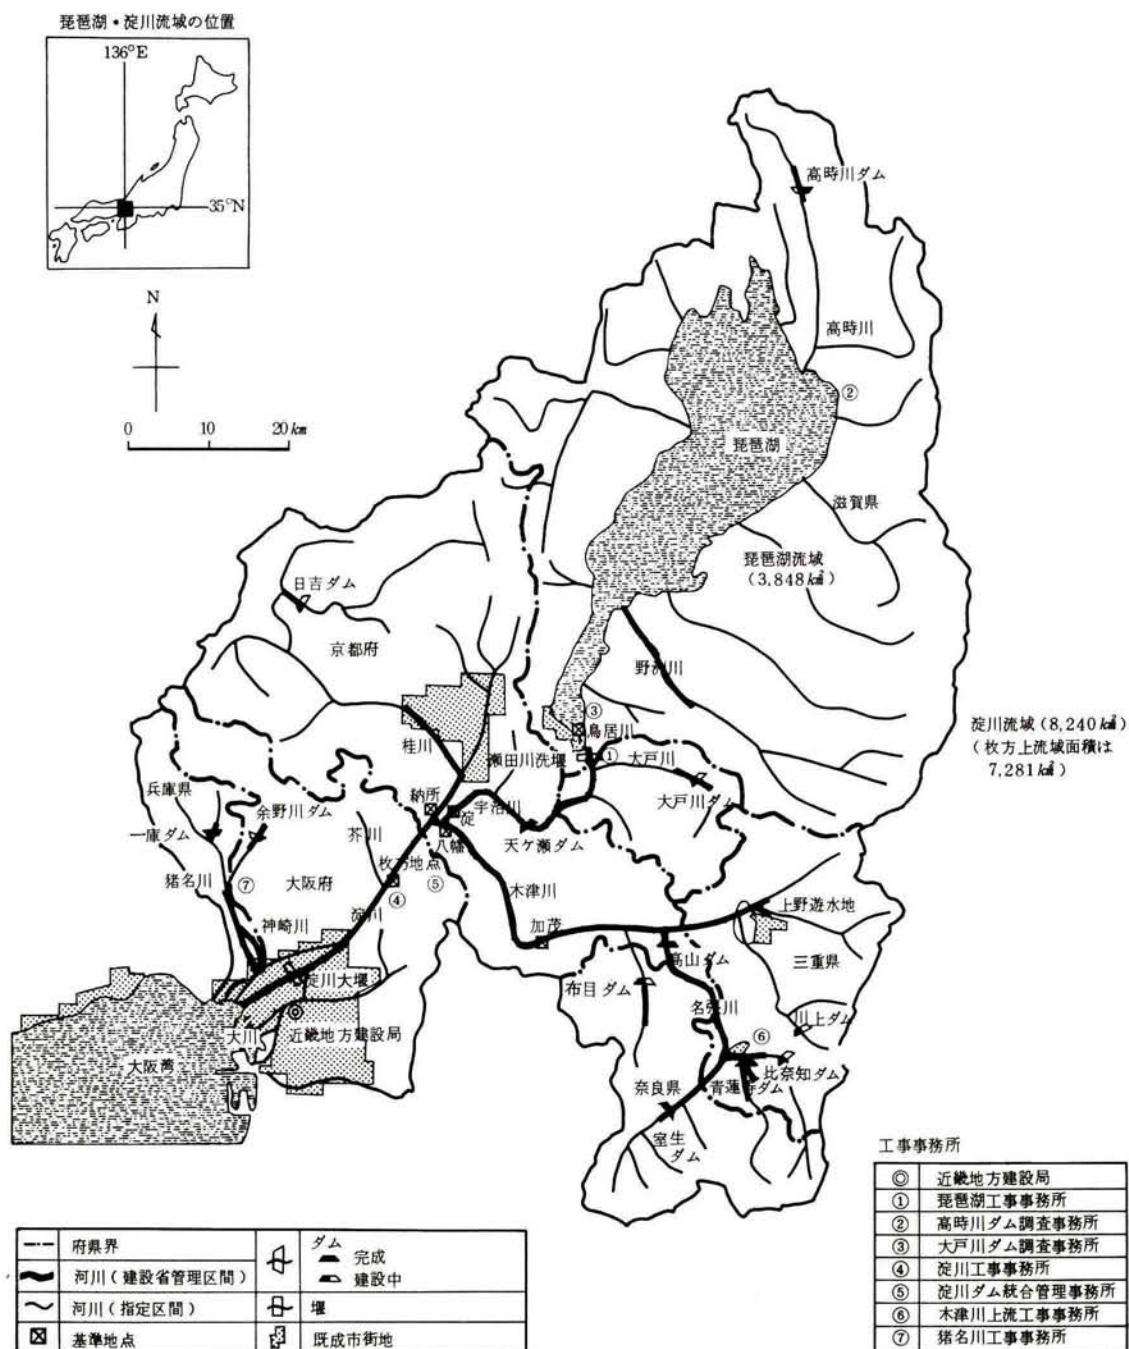 琵琶湖・淀川流域の位置
136°E
35°N
N
0 10 20km
高時川ダム
高時川
②
琵琶湖
滋賀県
琵琶湖流域
（3,848㎢）
日吉ダム
京都府
野洲川
③
鳥居川
桂川
瀬田川洗堰
①
大戸川
淀川流域（8,240㎢）
（枚方上流域面積は
7,281㎢）
兵庫県
余野川ダム
納所
宇治川
大戸川ダム
一庫ダム
芥川
淀
八幡
天ケ瀬ダム
枚方地点
猪名川
⑦
大阪府
④
⑤
木津川
上野遊水地
神崎川
淀川
加茂
高山ダム
三重県
淀川大堰
布目ダム
名張川
川上ダム
大川
近畿地方建設局
⑥
大阪湾
比奈知ダム
奈良県
青蓮寺ダム
室生
ダム
工事事務所
◎ 近畿地方建設局
① 琵琶湖工事事務所
② 高時川ダム調査事務所
③ 大戸川ダム調査事務所
④ 淀川工事事務所
⑤ 淀川ダム統合管理事務所
⑥ 木津川上流工事事務所
⑦ 猪名川工事事務所
府県界
河川（建設省管理区間）
河川（指定区間）
基準地点
ダム
完成
建設中
堰
既成市街地